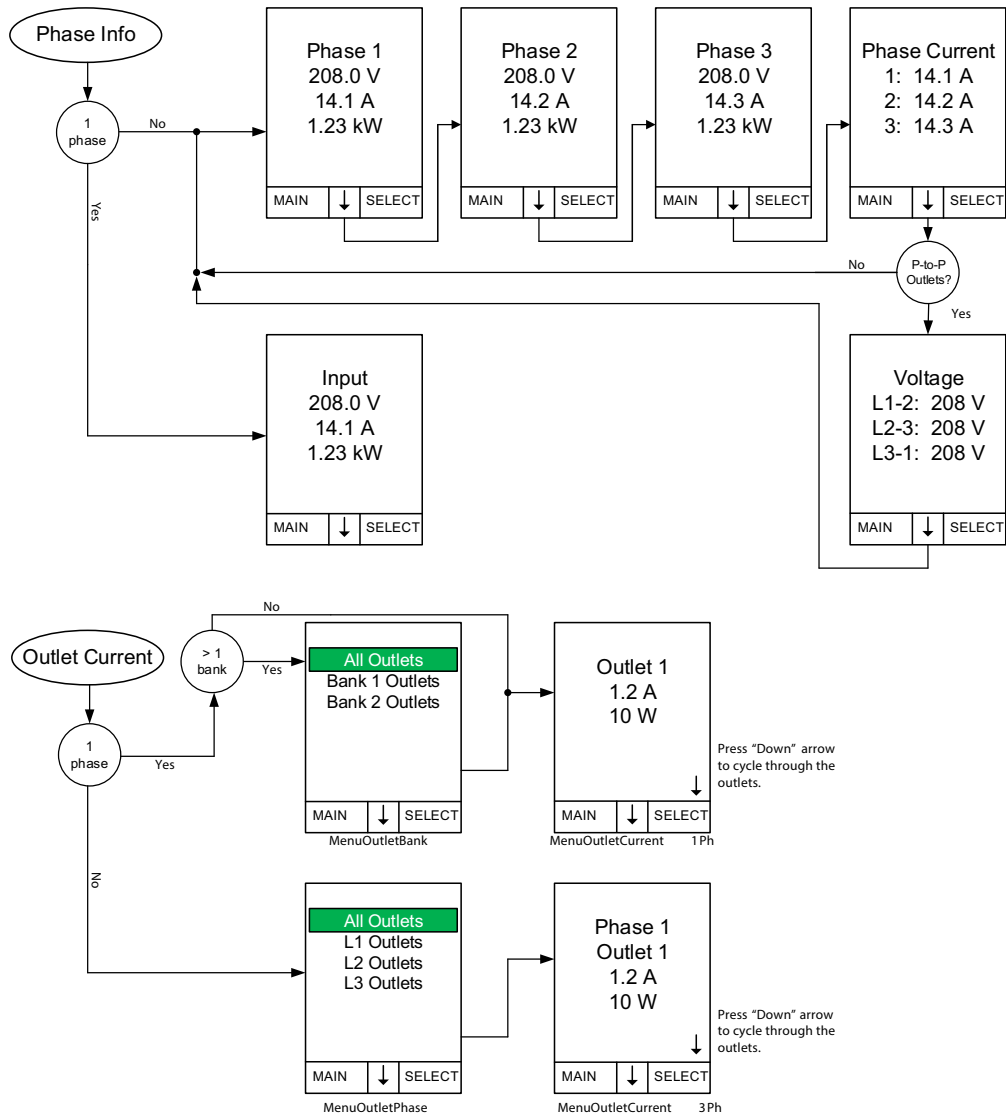 Phase Info
1
phase
No
Yes
Phase 1
208.0 V
14.1 A
1.23 kW
MAIN ↓ SELECT
Phase 2
208.0 V
14.2 A
1.23 kW
MAIN ↓ SELECT
Phase 3
208.0 V
14.3 A
1.23 kW
MAIN ↓ SELECT
Phase Current
1: 14.1 A
2: 14.2 A
3: 14.3 A
MAIN ↓ SELECT
P-to-P
Outlets?
No
Yes
Input
208.0 V
14.1 A
1.23 kW
MAIN ↓ SELECT
Voltage
L1-2: 208 V
L2-3: 208 V
L3-1: 208 V
MAIN ↓ SELECT
Outlet Current
1
phase
Yes
No
> 1
bank
No
Yes
All Outlets
Bank 1 Outlets
Bank 2 Outlets
MAIN ↓ SELECT
MenuOutletBank
Outlet 1
1.2 A
10 W
↓
MAIN ↓ SELECT
MenuOutletCurrent 1Ph
Press “Down” arrow
to cycle through the
outlets.
All Outlets
L1 Outlets
L2 Outlets
L3 Outlets
MAIN ↓ SELECT
MenuOutletPhase
Phase 1
Outlet 1
1.2 A
10 W
↓
MAIN ↓ SELECT
MenuOutletCurrent 3Ph
Press “Down” arrow
to cycle through the
outlets.